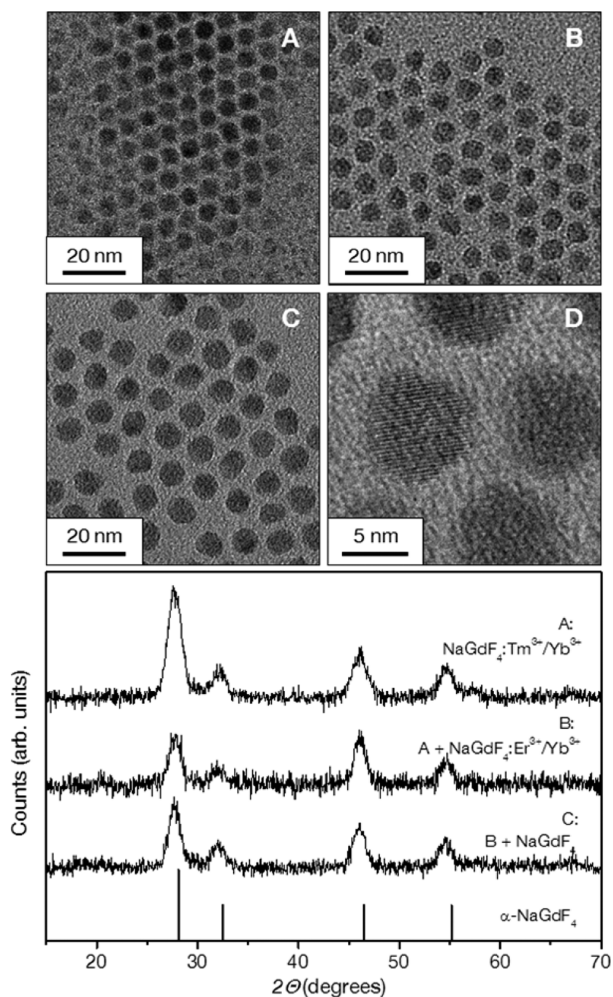 A
20 nm
B
20 nm
C
20 nm
D
5 nm
Counts (arb. units)
A:
NaGdF₄:Tm³⁺/Yb³⁺
B:
A + NaGdF₄:Er³⁺/Yb³⁺
C:
B + NaGdF₄
α-NaGdF₄
20 30 40 50 60 70
2Θ (degrees)